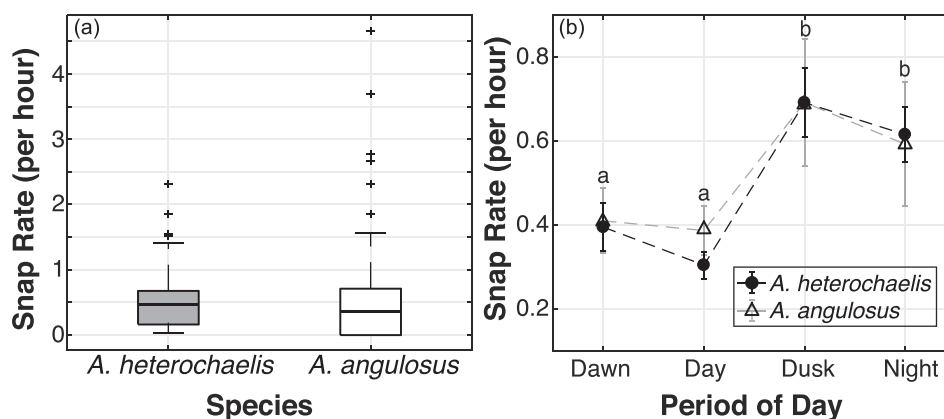 (a)
Snap Rate (per hour)
4
3
2
1
0
A. heterochaelis
A. angulosus
Species
(b)
Snap Rate (per hour)
0.8
0.6
0.4
0.2
a
a
b
b
A. heterochaelis
A. angulosus
Dawn
Day
Dusk
Night
Period of Day